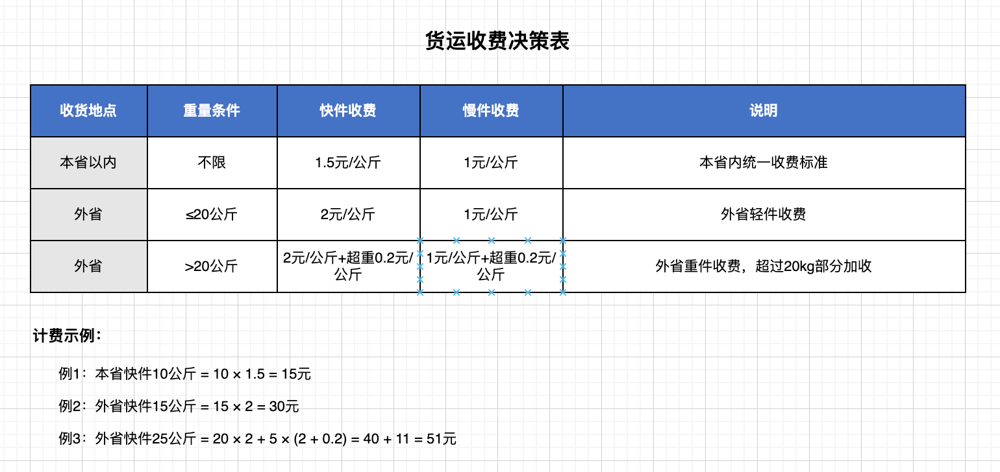 货运收费决策表
收货地点 重量条件 快件收费 慢件收费 说明
本省以内 不限 1.5元/公斤 1元/公斤 本省内统一收费标准
外省 ≤20公斤 2元/公斤 1元/公斤 外省轻件收费
外省 >20公斤 2元/公斤+超重0.2元/公斤 1元/公斤+超重0.2元/公斤 外省重件收费，超过20kg部分加收
计费示例：
例1：本省快件10公斤 = 10 × 1.5 = 15元
例2：外省快件15公斤 = 15 × 2 = 30元
例3：外省快件25公斤 = 20 × 2 + 5 × (2 + 0.2) = 40 + 11 = 51元